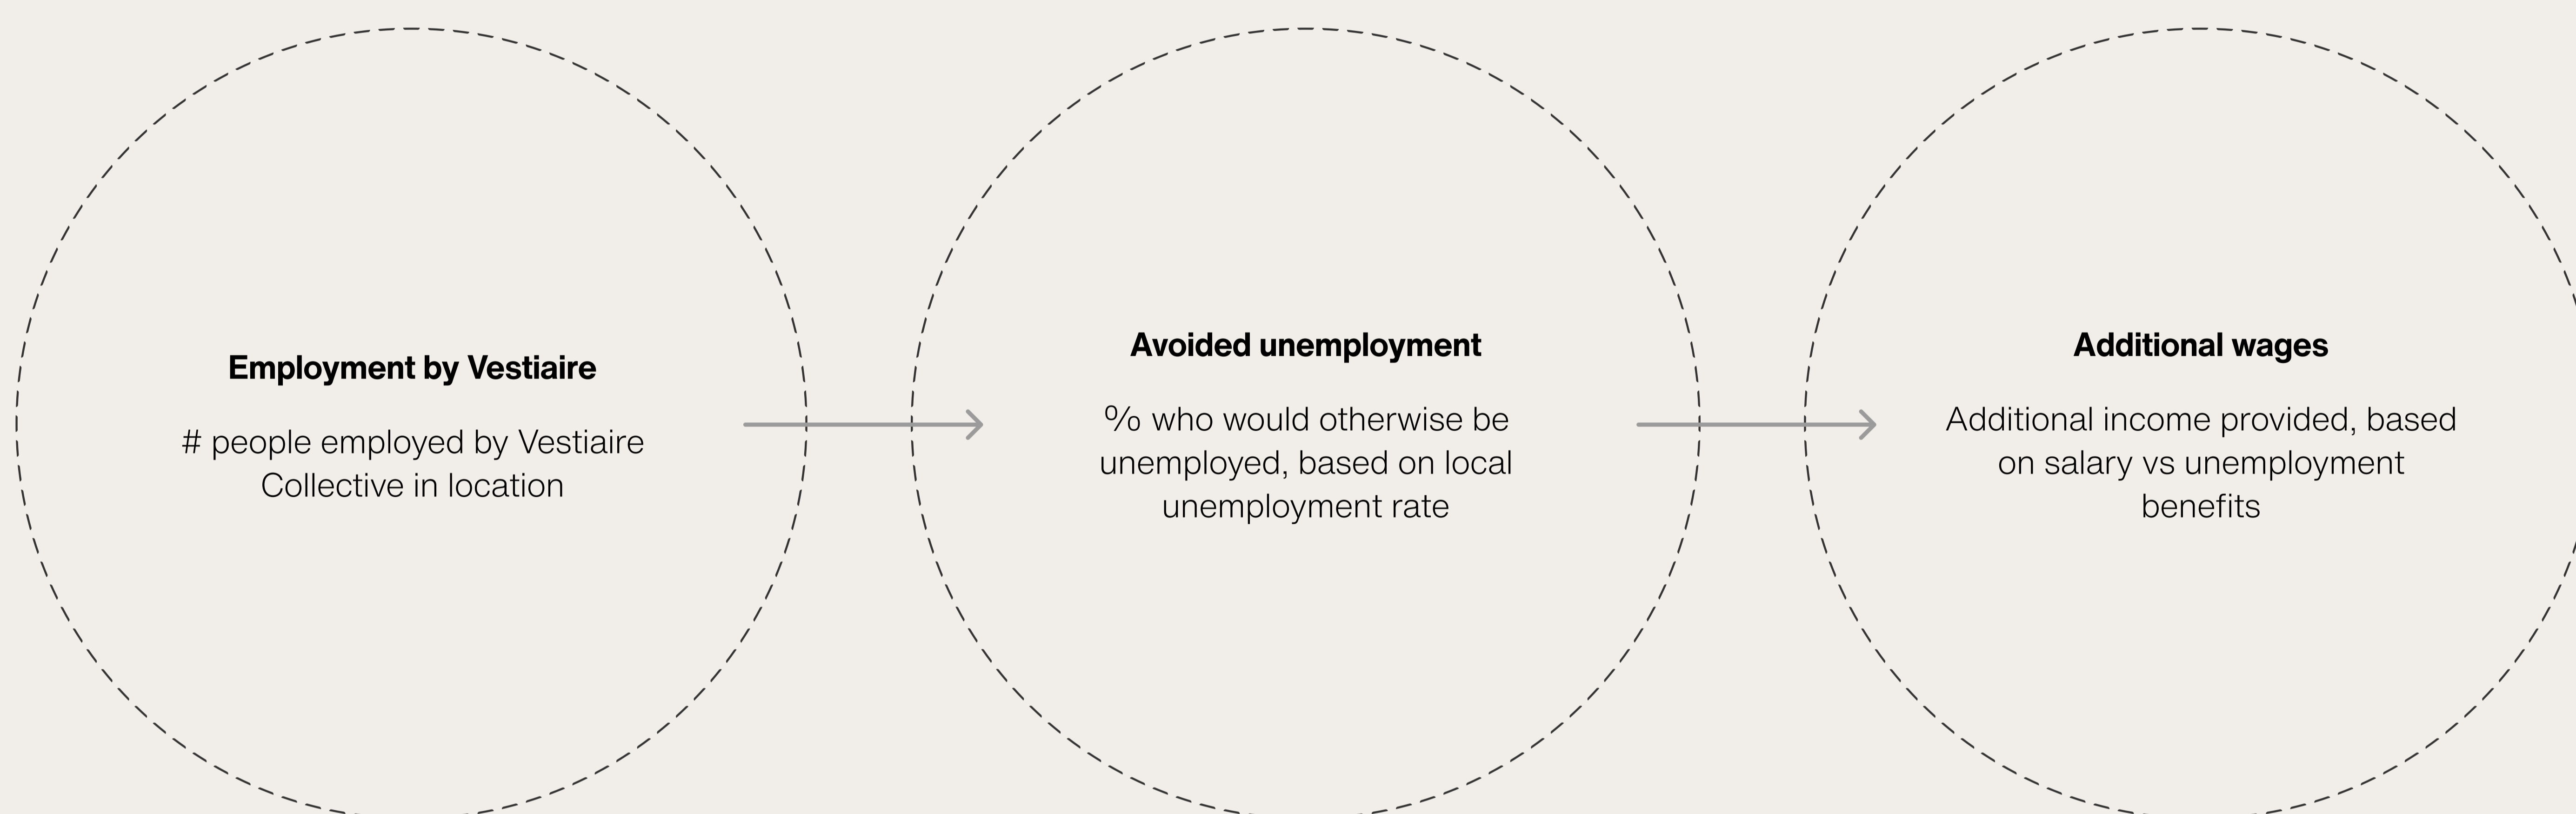 Employment by Vestiaire
# people employed by Vestiaire
Collective in location
Avoided unemployment
% who would otherwise be
unemployed, based on local
unemployment rate
Additional wages
Additional income provided, based
on salary vs unemployment
benefits